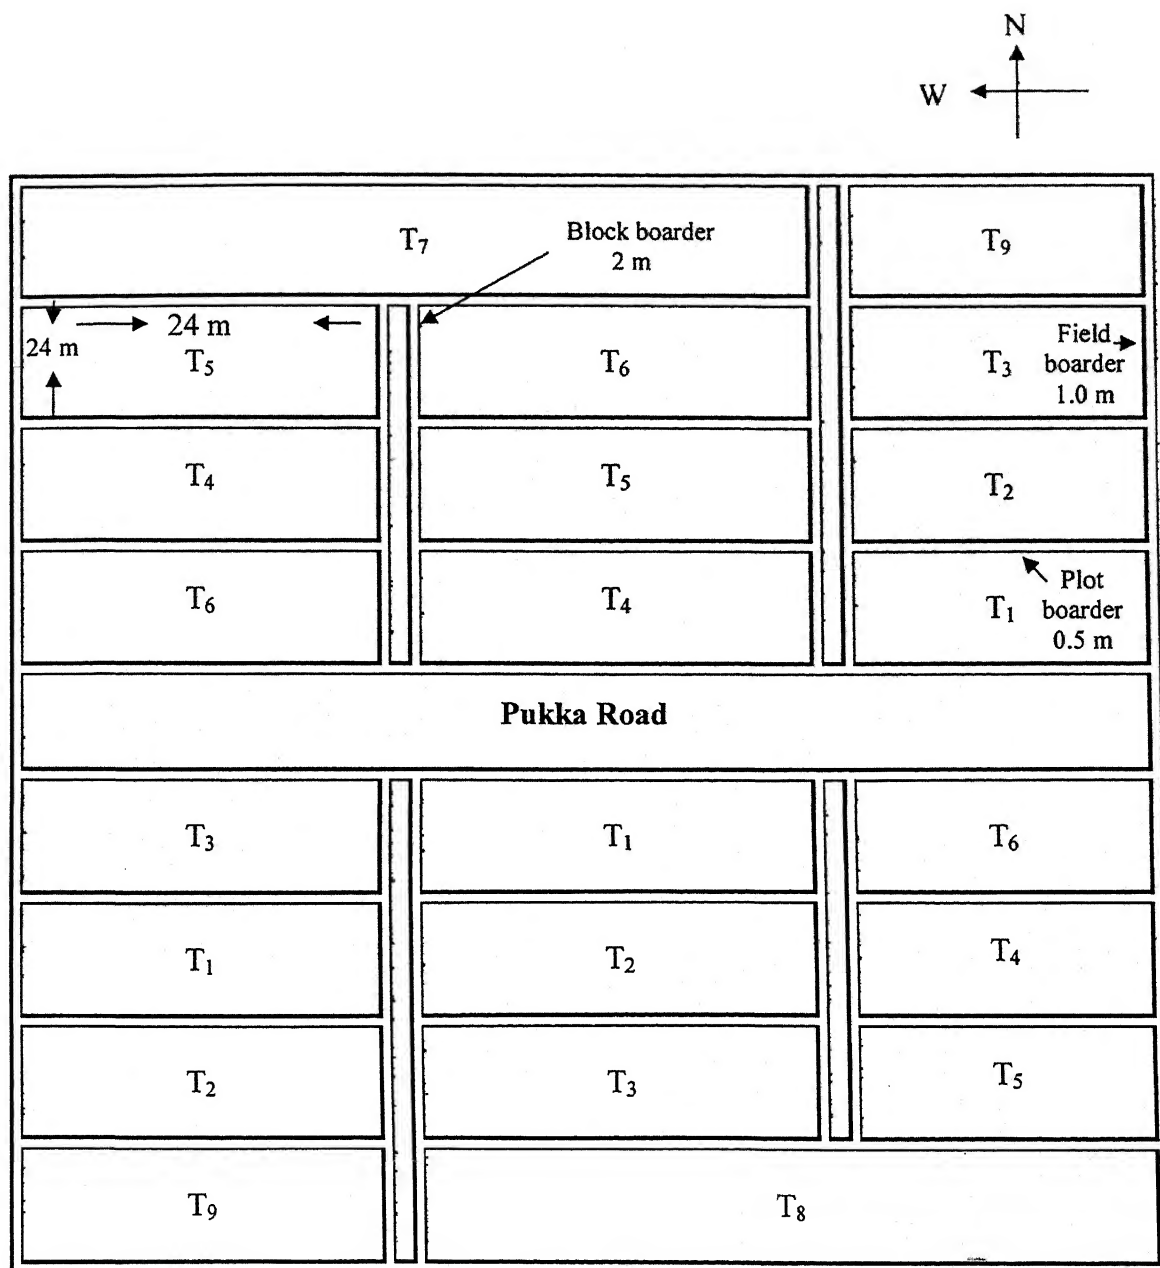 N
W
T₇
Block boarder
2 m
T₉
24 m
24 m
T₅
T₆
T₃
Field
boarder
1.0 m
T₄
T₅
T₂
T₆
T₄
T₁
Plot
boarder
0.5 m
Pukka Road
T₃
T₁
T₆
T₁
T₂
T₄
T₂
T₃
T₅
T₉
T₈